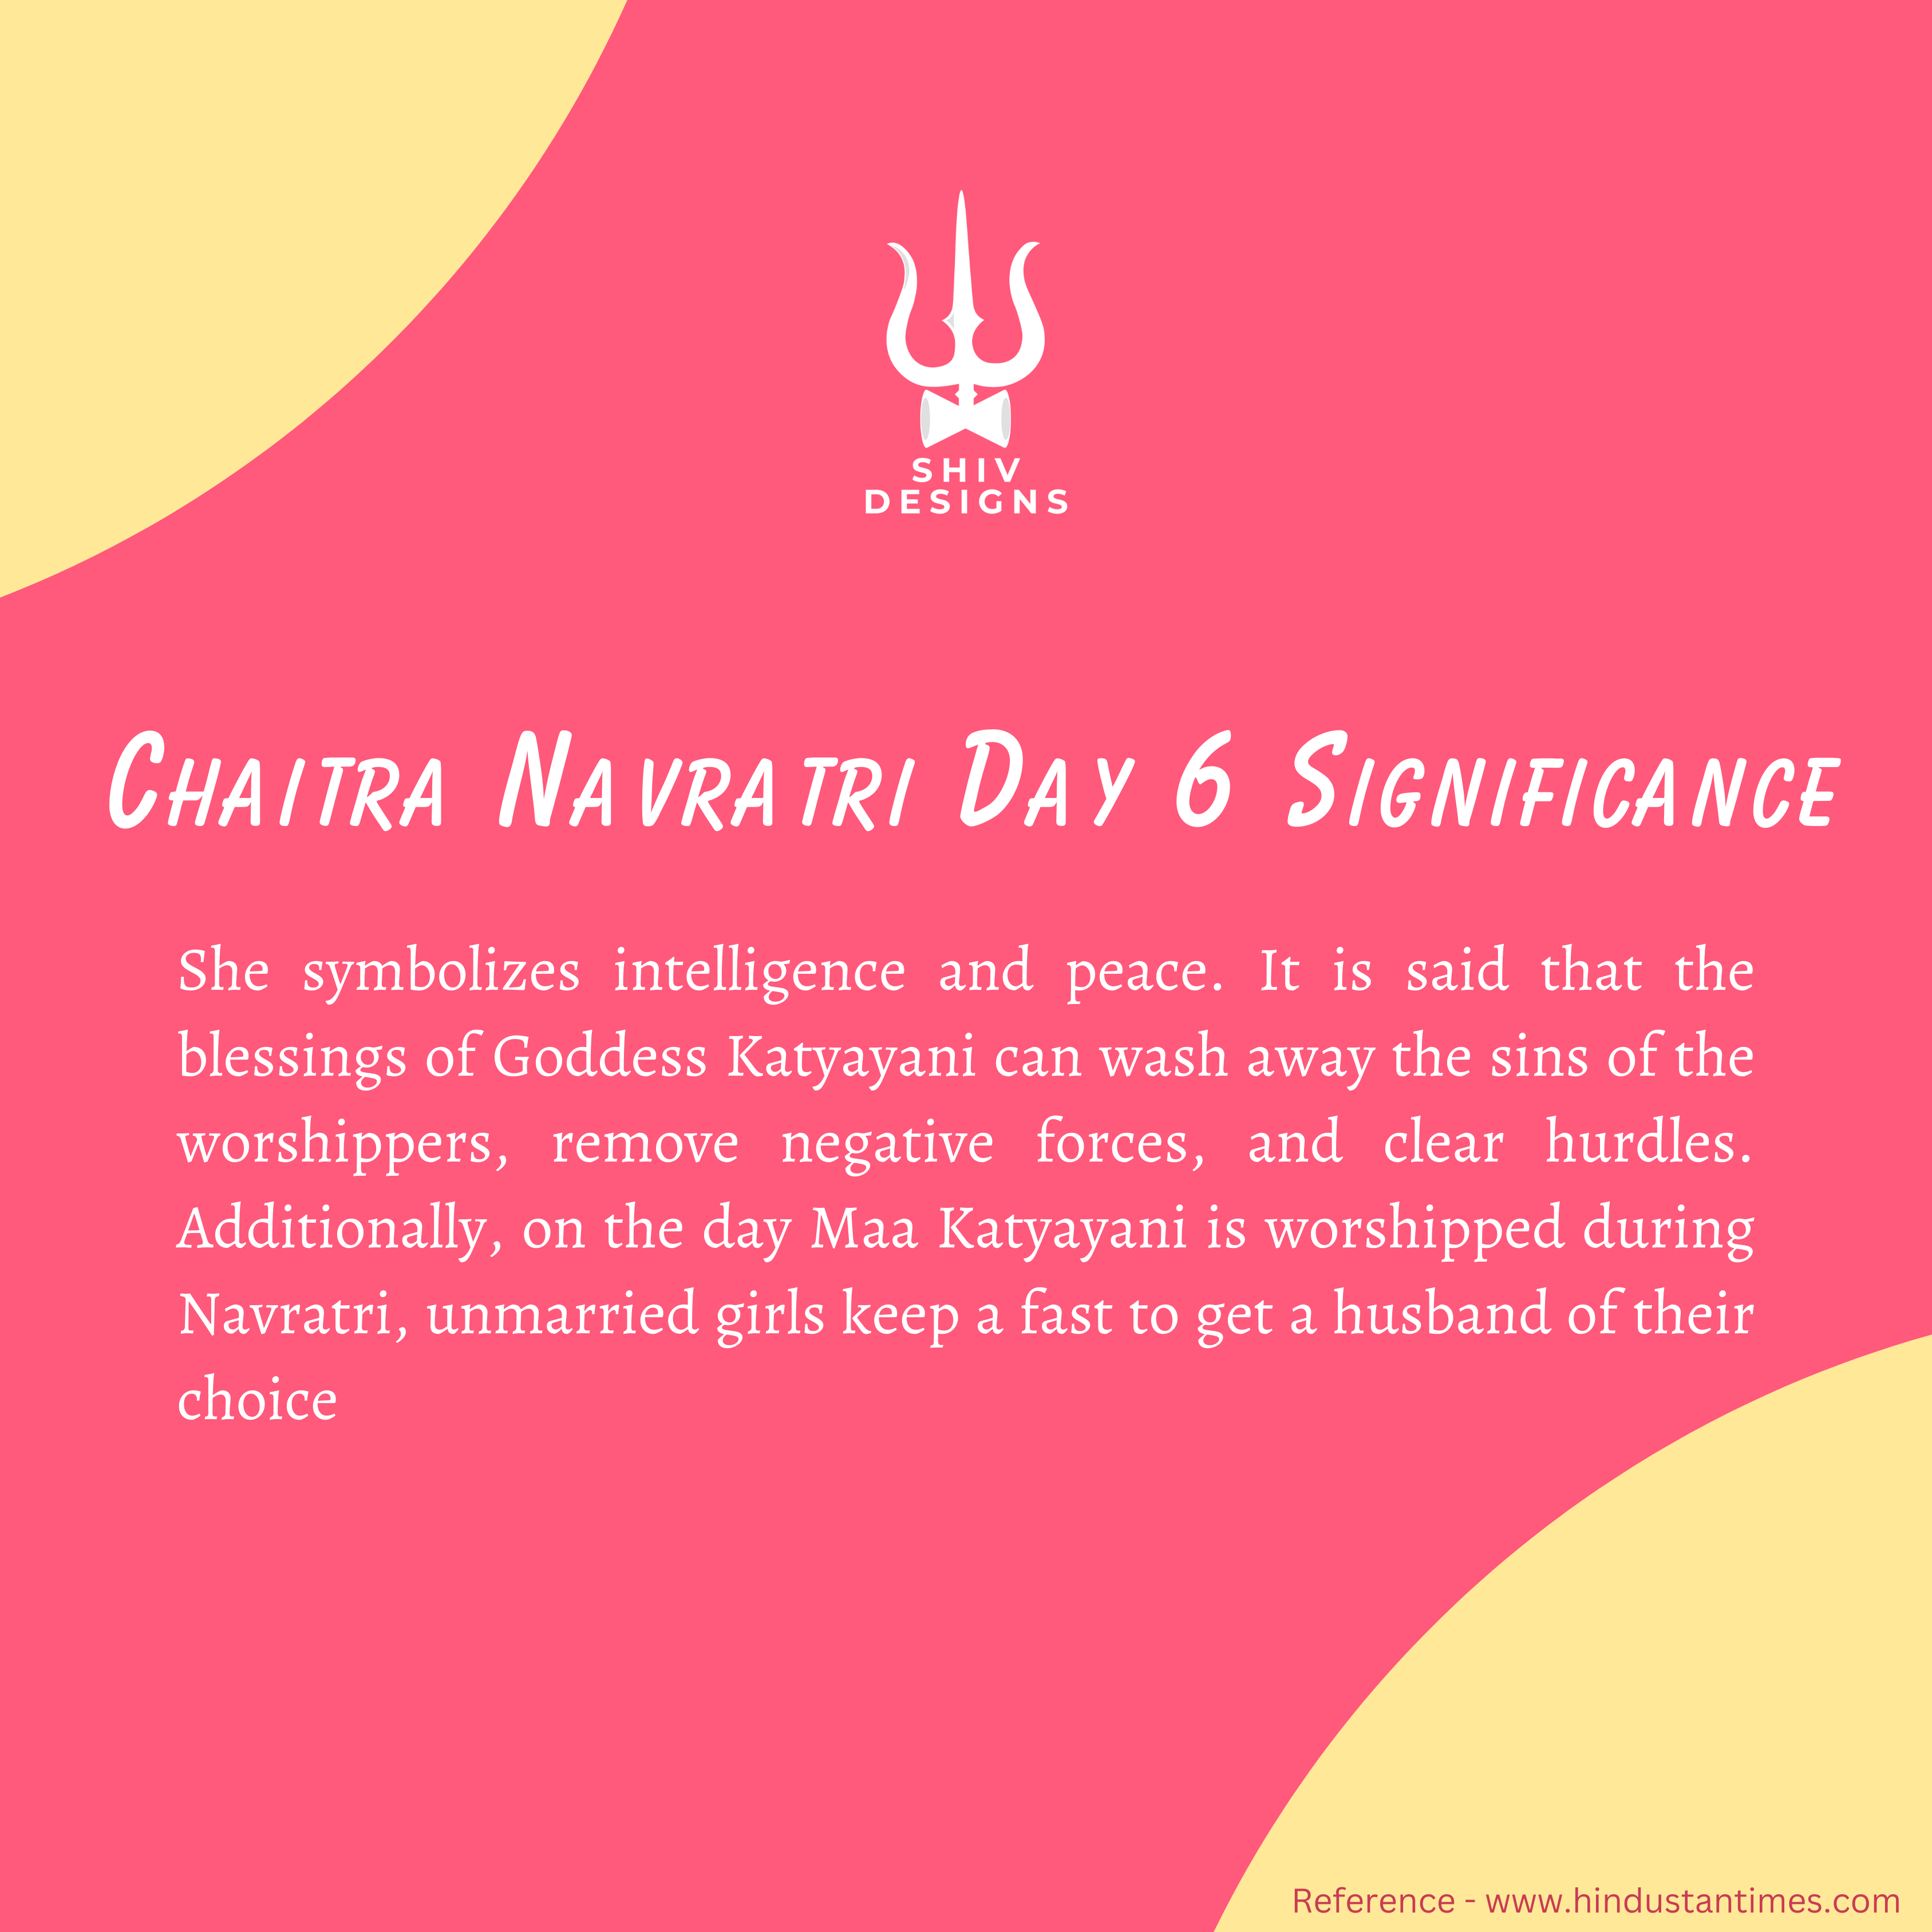 SHIV
DESIGNS
Chaitra Navratri Day 6 Significance
She symbolizes intelligence and peace. It is said that the
blessings of Goddess Katyayani can wash away the sins of the
worshippers, remove negative forces, and clear hurdles.
Additionally, on the day Maa Katyayani is worshipped during
Navratri, unmarried girls keep a fast to get a husband of their
choice
Reference - www.hindustantimes.com